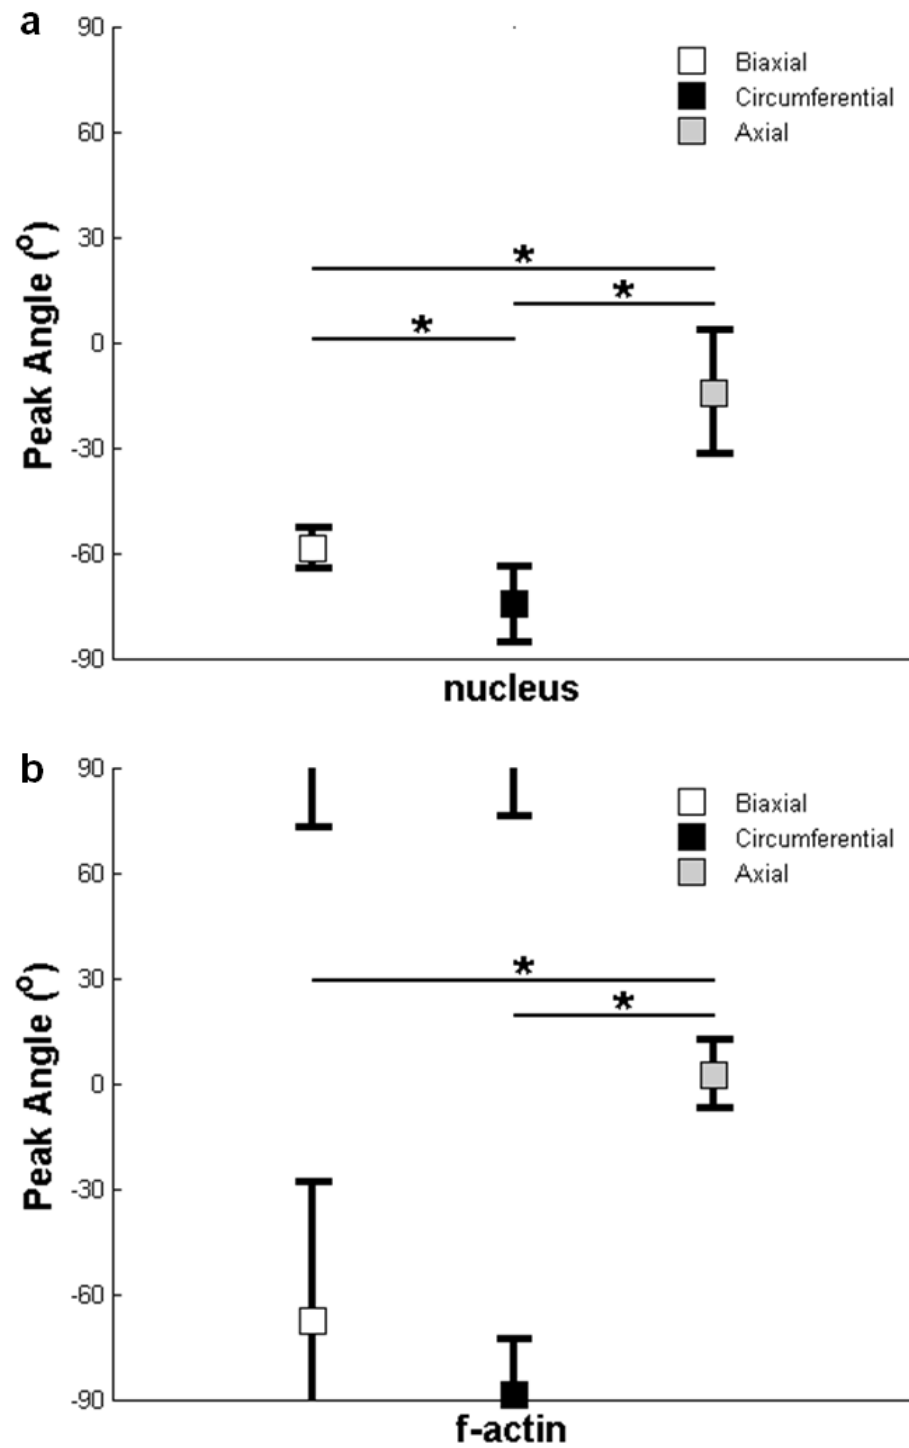 a
90
60
30
0
-30
-60
-90
Peak Angle (º)
Biaxial
Circumferential
Axial
*
*
*
nucleus
b
90
60
30
0
-30
-60
-90
Peak Angle (º)
Biaxial
Circumferential
Axial
*
*
f-actin